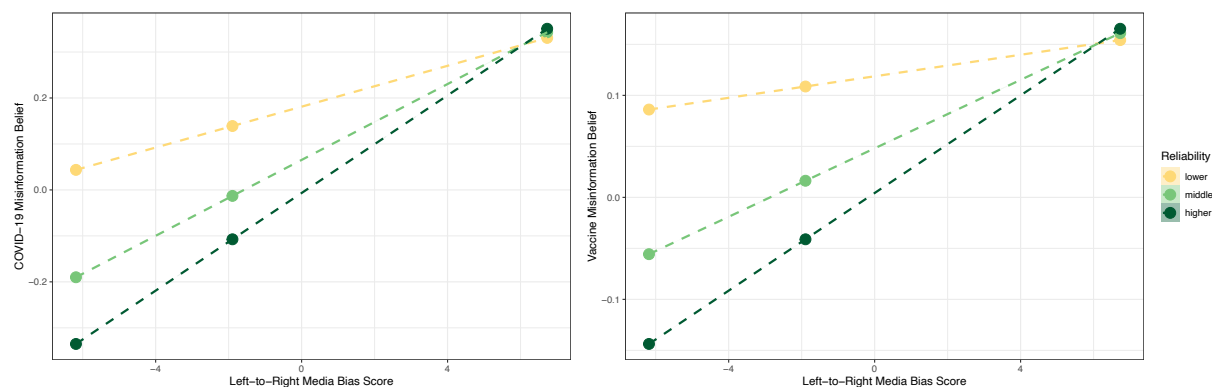 COVID−19 Misinformation Belief
0.2
0.0
−0.2
−4
0
4
Left−to−Right Media Bias Score
Vaccine Misinformation Belief
0.1
0.0
−0.1
−4
0
4
Left−to−Right Media Bias Score
Reliability
lower
middle
higher